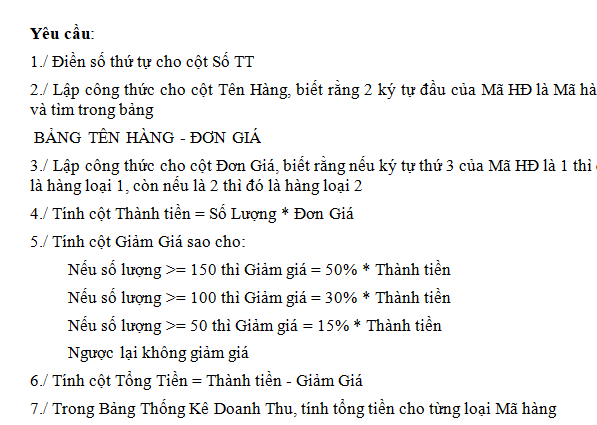 Yêu cầu:
1./ Điền số thứ tự cho cột Số TT
2./ Lập công thức cho cột Tên Hàng, biết rằng 2 ký tự đầu của Mã HĐ là Mã hà
và tìm trong bảng
BẢNG TÊN HÀNG - ĐƠN GIÁ
3./ Lập công thức cho cột Đơn Giá, biết rằng nếu ký tự thứ 3 của Mã HĐ là 1 thì
là hàng loại 1, còn nếu là 2 thì đó là hàng loại 2
4./ Tính cột Thành tiền = Số Lượng * Đơn Giá
5./ Tính cột Giảm Giá sao cho:
Nếu số lượng >= 150 thì Giảm giá = 50% * Thành tiền
Nếu số lượng >= 100 thì Giảm giá = 30% * Thành tiền
Nếu số lượng >= 50 thì Giảm giá = 15% * Thành tiền
Ngược lại không giảm giá
6./ Tính cột Tổng Tiền = Thành tiền - Giảm Giá
7./ Trong Bảng Thống Kê Doanh Thu, tính tổng tiền cho từng loại Mã hàng